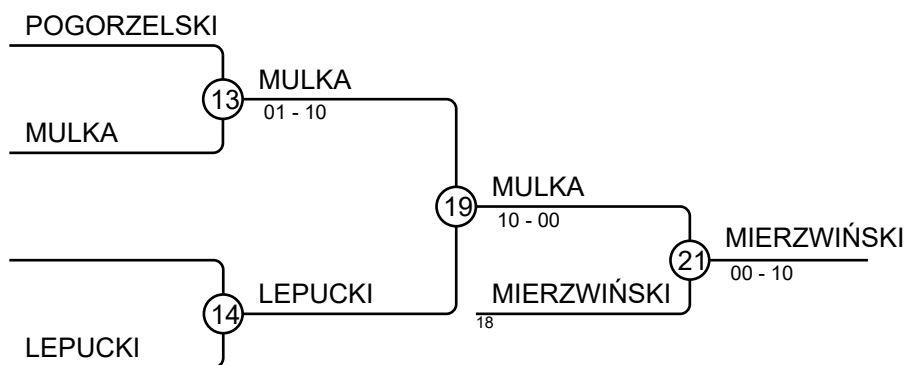 POGORZELSKI
13
MULKA
01 - 10
MULKA
19
MULKA
10 - 00
21
MIERZWIŃSKI
00 - 10
14
LEPUCKI
MIERZWIŃSKI
18
LEPUCKI